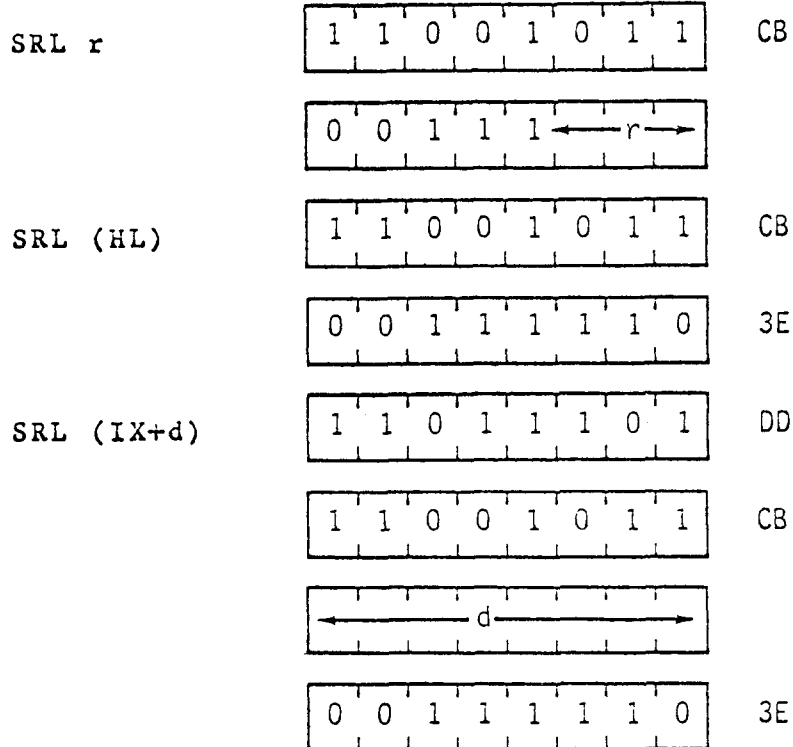 SRL r 1 1 0 0 1 0 1 1 CB
0 0 1 1 1 r
SRL (HL) 1 1 0 0 1 0 1 1 CB
0 0 1 1 1 1 1 0 3E
SRL (IX+d) 1 1 0 1 1 1 0 1 DD
1 1 0 0 1 0 1 1 CB
d
0 0 1 1 1 1 1 0 3E